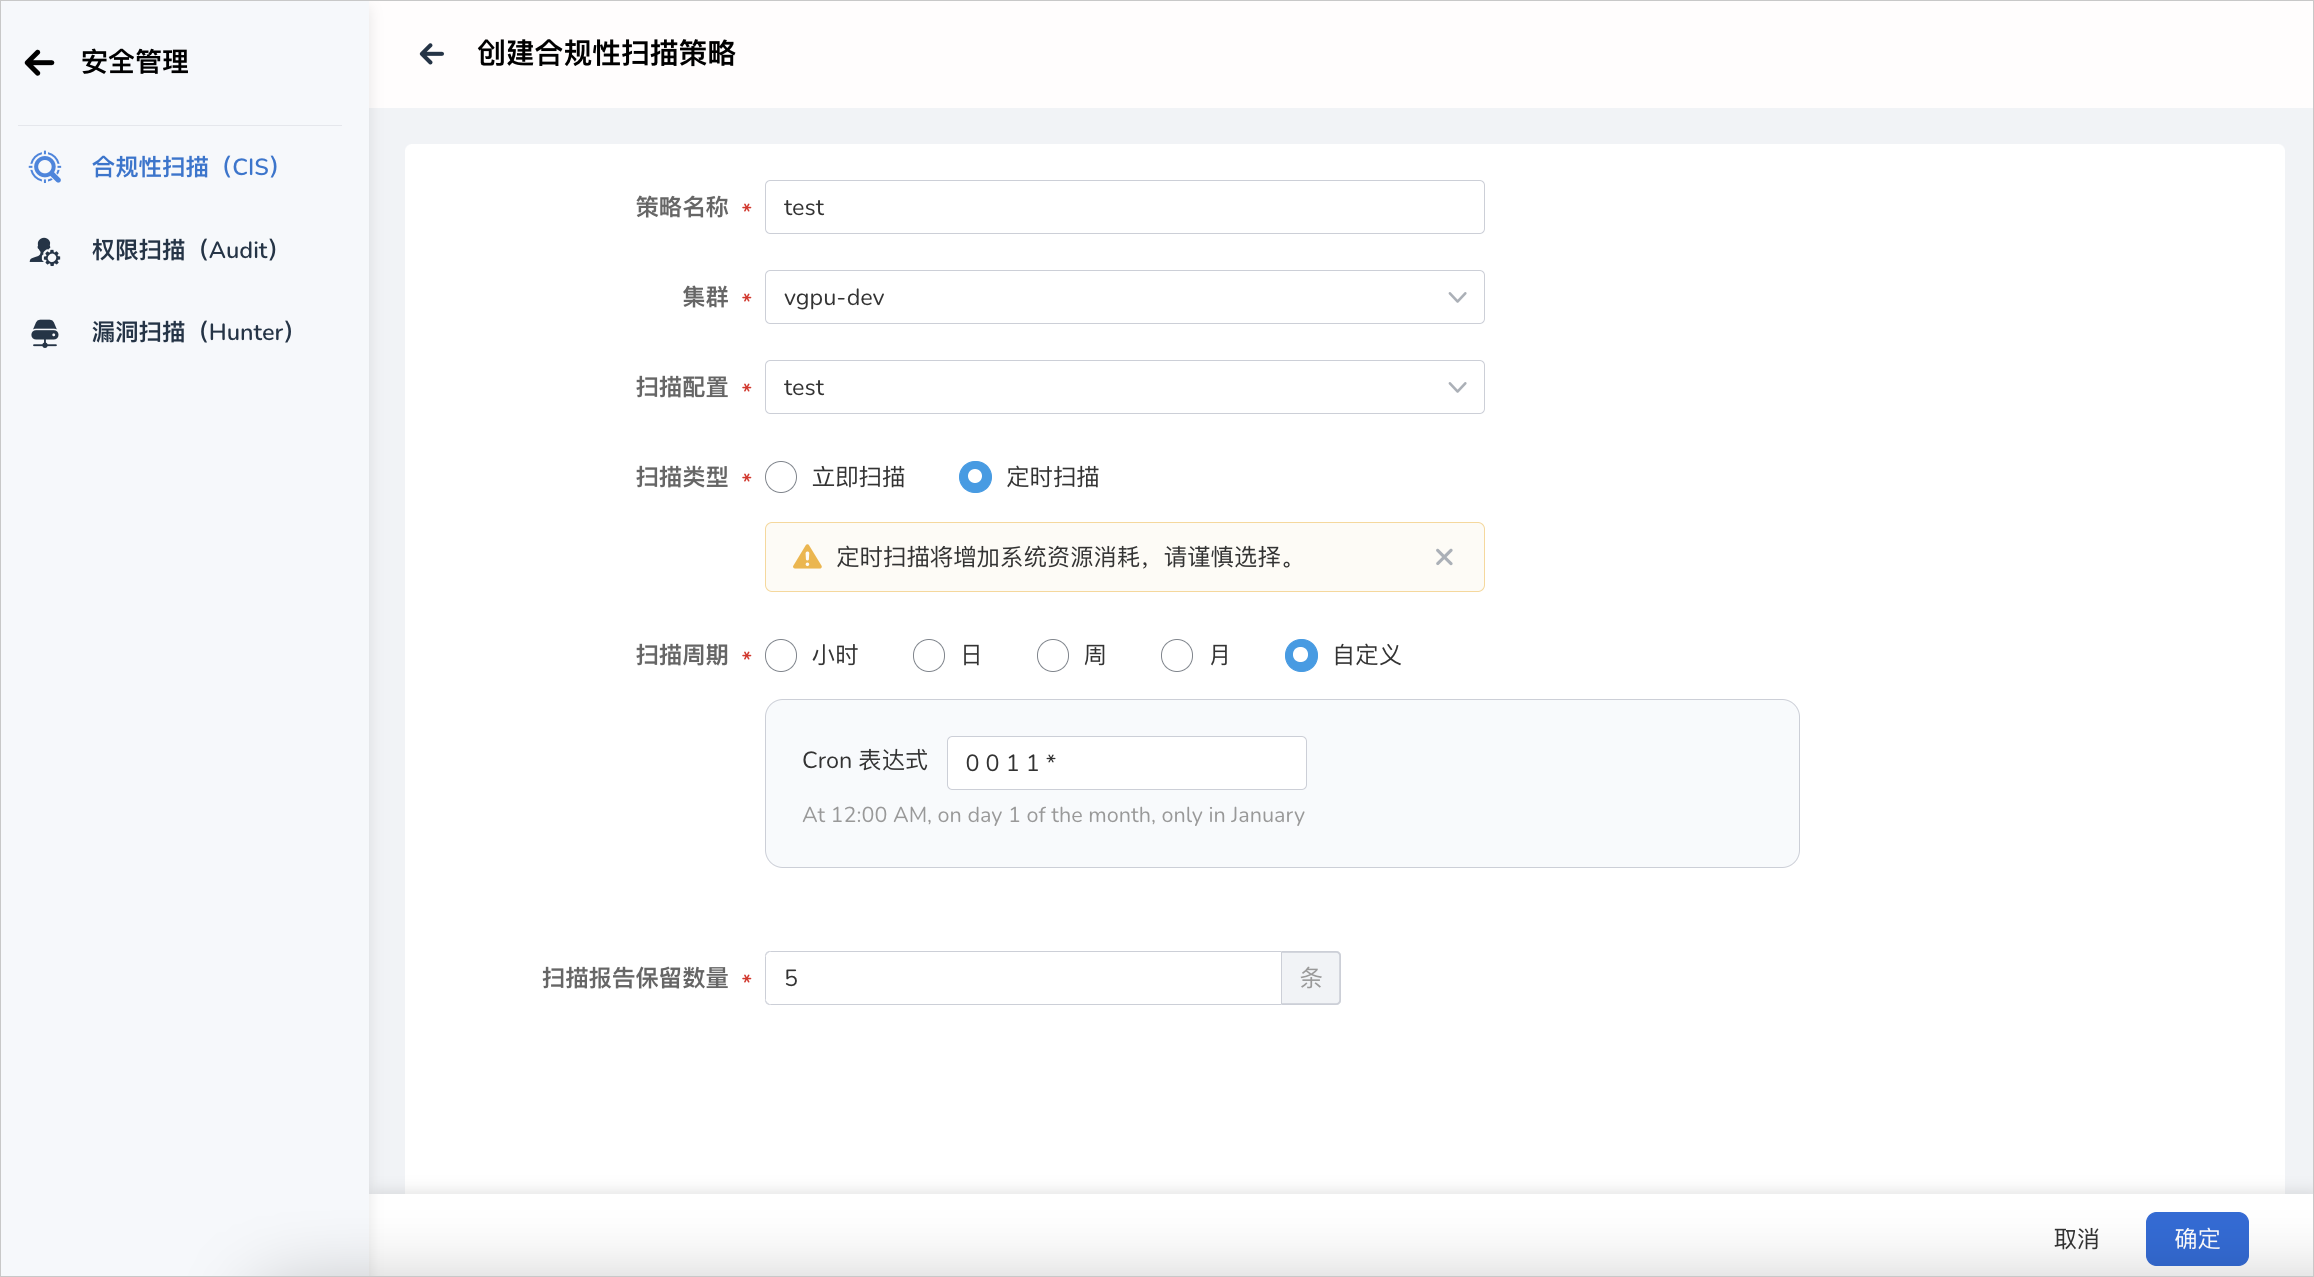 安全管理
合规性扫描（CIS）
权限扫描（Audit）
漏洞扫描（Hunter）
创建合规性扫描策略
策略名称 * test
集群 * vgpu-dev
扫描配置 * test
扫描类型 * 立即扫描 定时扫描
定时扫描将增加系统资源消耗，请谨慎选择。
扫描周期 * 小时 日 周 月 自定义
Cron 表达式 0 0 1 1 *
At 12:00 AM, on day 1 of the month, only in January
扫描报告保留数量 * 5 条
取消 确定